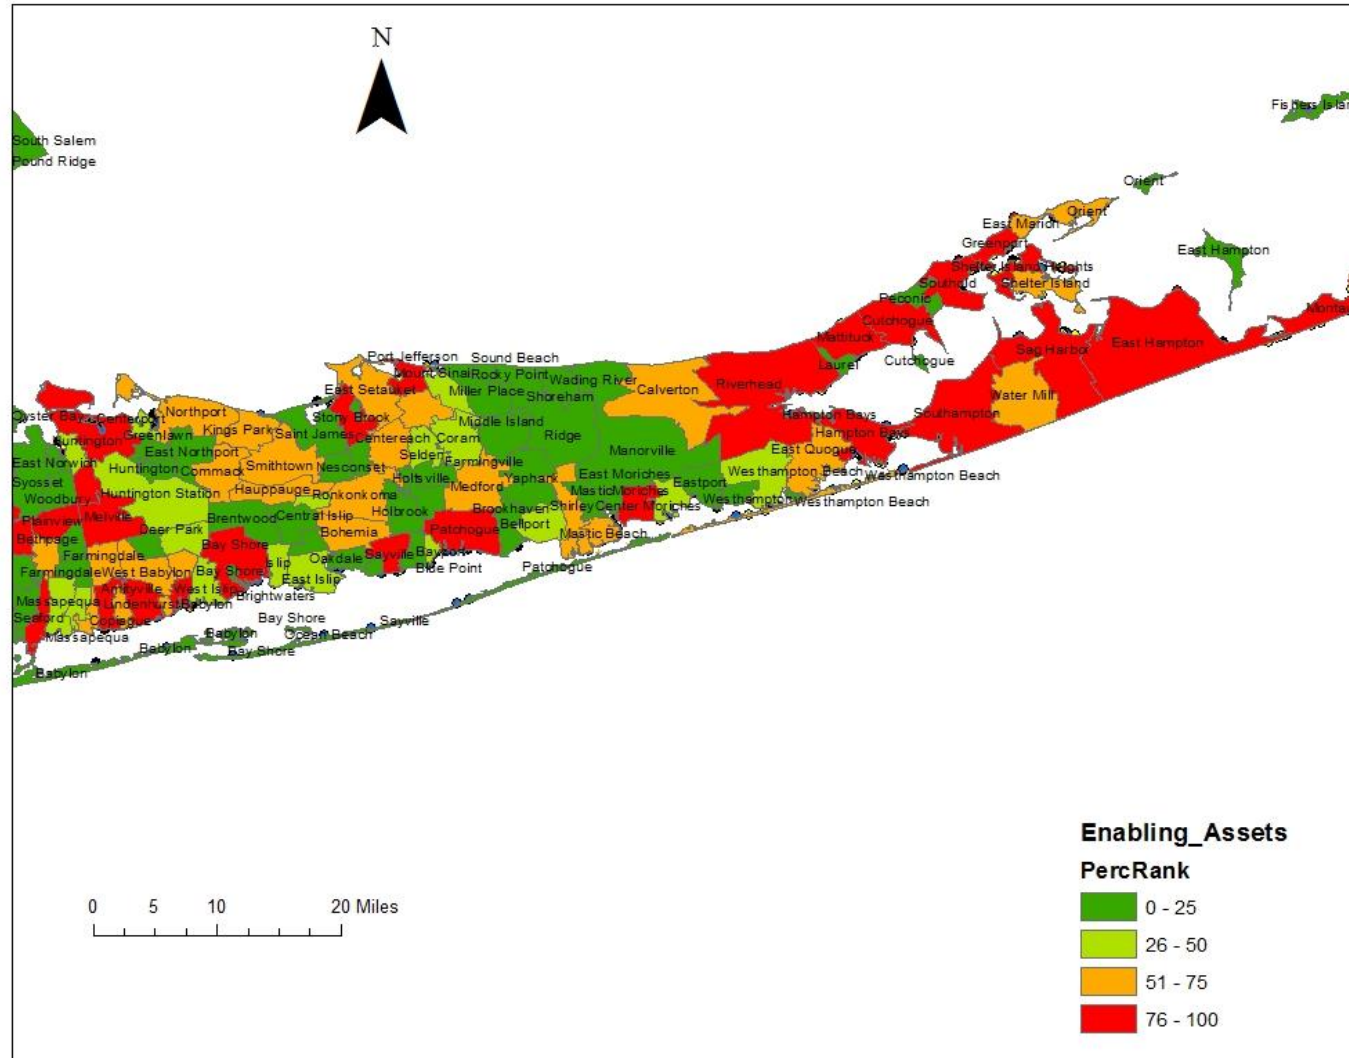 N
Fishers Islan
South Salem
Pound Ridge
Orient
Orient
East Marion
Greenport
East Hampton
Shelter Island Heights
Southold
Shelter Island
Peconic
Cutchogue
Montau
Mattituck
East Hampton
Sag Harbor
Port Jefferson
Sound Beach
Laurel
Cutchogue
Mount Sinai
Rocky Point
Wading River
East Setauket
Miller Place
Shoreham
Calverton
Riverhead
Water Mill
Oyster Bay
Centerport
Northport
Stony Brook
Middle Island
Hampton Bays
Southampton
Greenlawn
Kings Park
Saint James
Centereach
Coram
Ridge
Hampton Bays
Huntington
East Northport
Selden
Manorville
East Quogue
East Norwich
Huntington
Commack
Smithtown
Nesconset
Farmingville
Holtsville
Yaphank
East Moriches
Eastport
Westhampton Beach
Westhampton Beach
Syosset
Woodbury
Huntington Station
Hauppauge
Ronkonkoma
Medford
Mastic
Moriches
Westhampton
Westhampton Beach
Plainview
Melville
Brentwood
Central Islip
Holbrook
Brookhaven
Shirley
Center Moriches
Bethpage
Deer Park
Bohemia
Patchogue
Bellport
Mastic Beach
Farmingdale
Bay Shore
Oakdale
Sayville
Bayport
Farmingdale
West Babylon
Bay Shore
Islip
East Islip
Blue Point
Patchogue
Massapequa
Amityville
West Islip
Brightwaters
Lindenhurst
Babylon
Seaford
Copiague
Bay Shore
Sayville
Massapequa
Babylon
Ocean Beach
Babylon
Bay Shore
Babylon
Enabling_Assets
PercRank
0 - 25
26 - 50
51 - 75
76 - 100
0 5 10 20 Miles